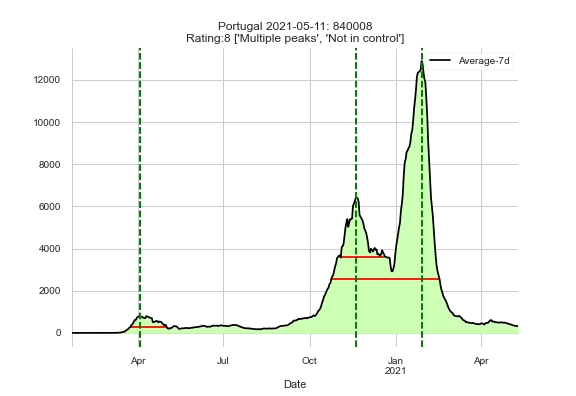 Portugal 2021-05-11: 840008
Rating:8 ['Multiple peaks', 'Not in control']
Average-7d
12000
10000
8000
6000
4000
2000
0
Apr Jul Oct Jan Apr
2021
Date